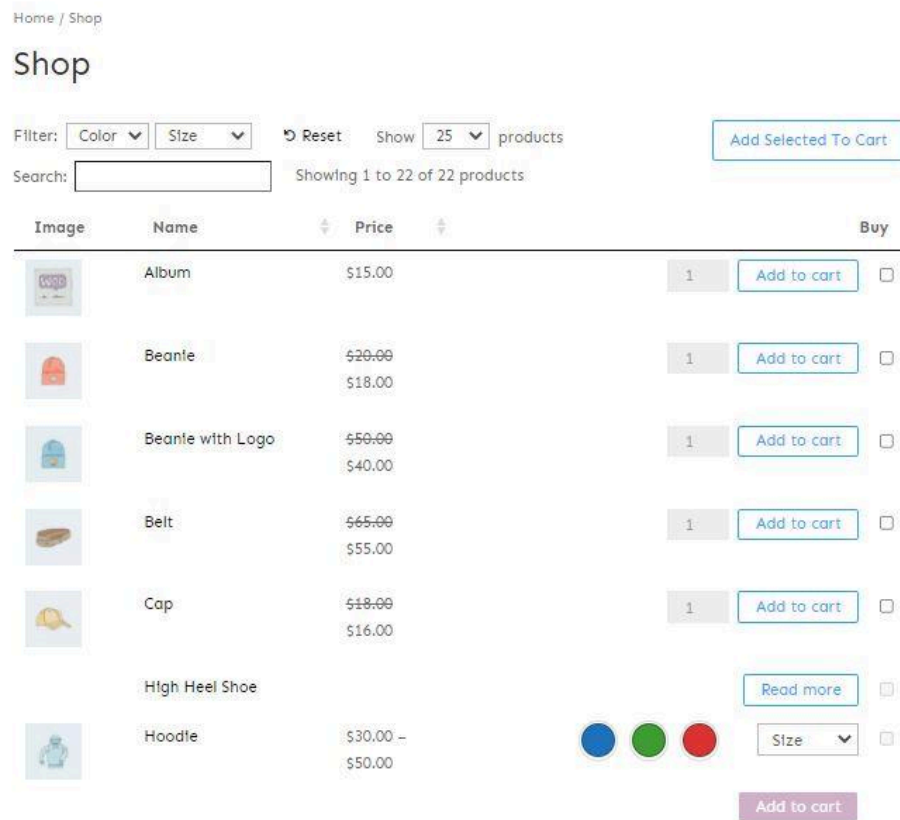 Home / Shop
Shop
Filter: Color Size Reset Show 25 products Add Selected To Cart
Search: Showing 1 to 22 of 22 products
Image Name Price Buy
Album $15.00 1 Add to cart
Beanie $20.00 1 Add to cart
$18.00
Beanie with Logo $50.00 1 Add to cart
$40.00
Belt $65.00 1 Add to cart
$55.00
Cap $18.00 1 Add to cart
$16.00
High Heel Shoe Read more
Hoodie $30.00 – Size
$50.00
Add to cart